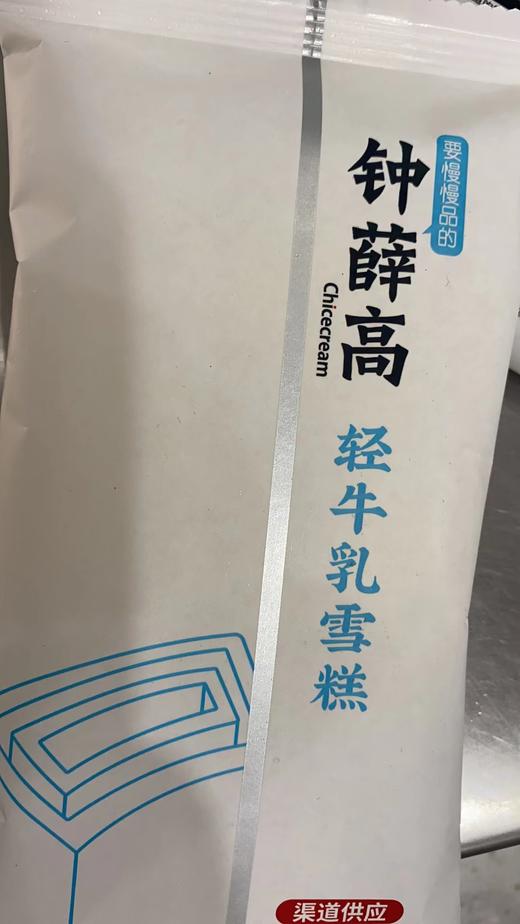 要慢慢品的
钟薛高
Chicecream
轻牛乳雪糕
渠道供应